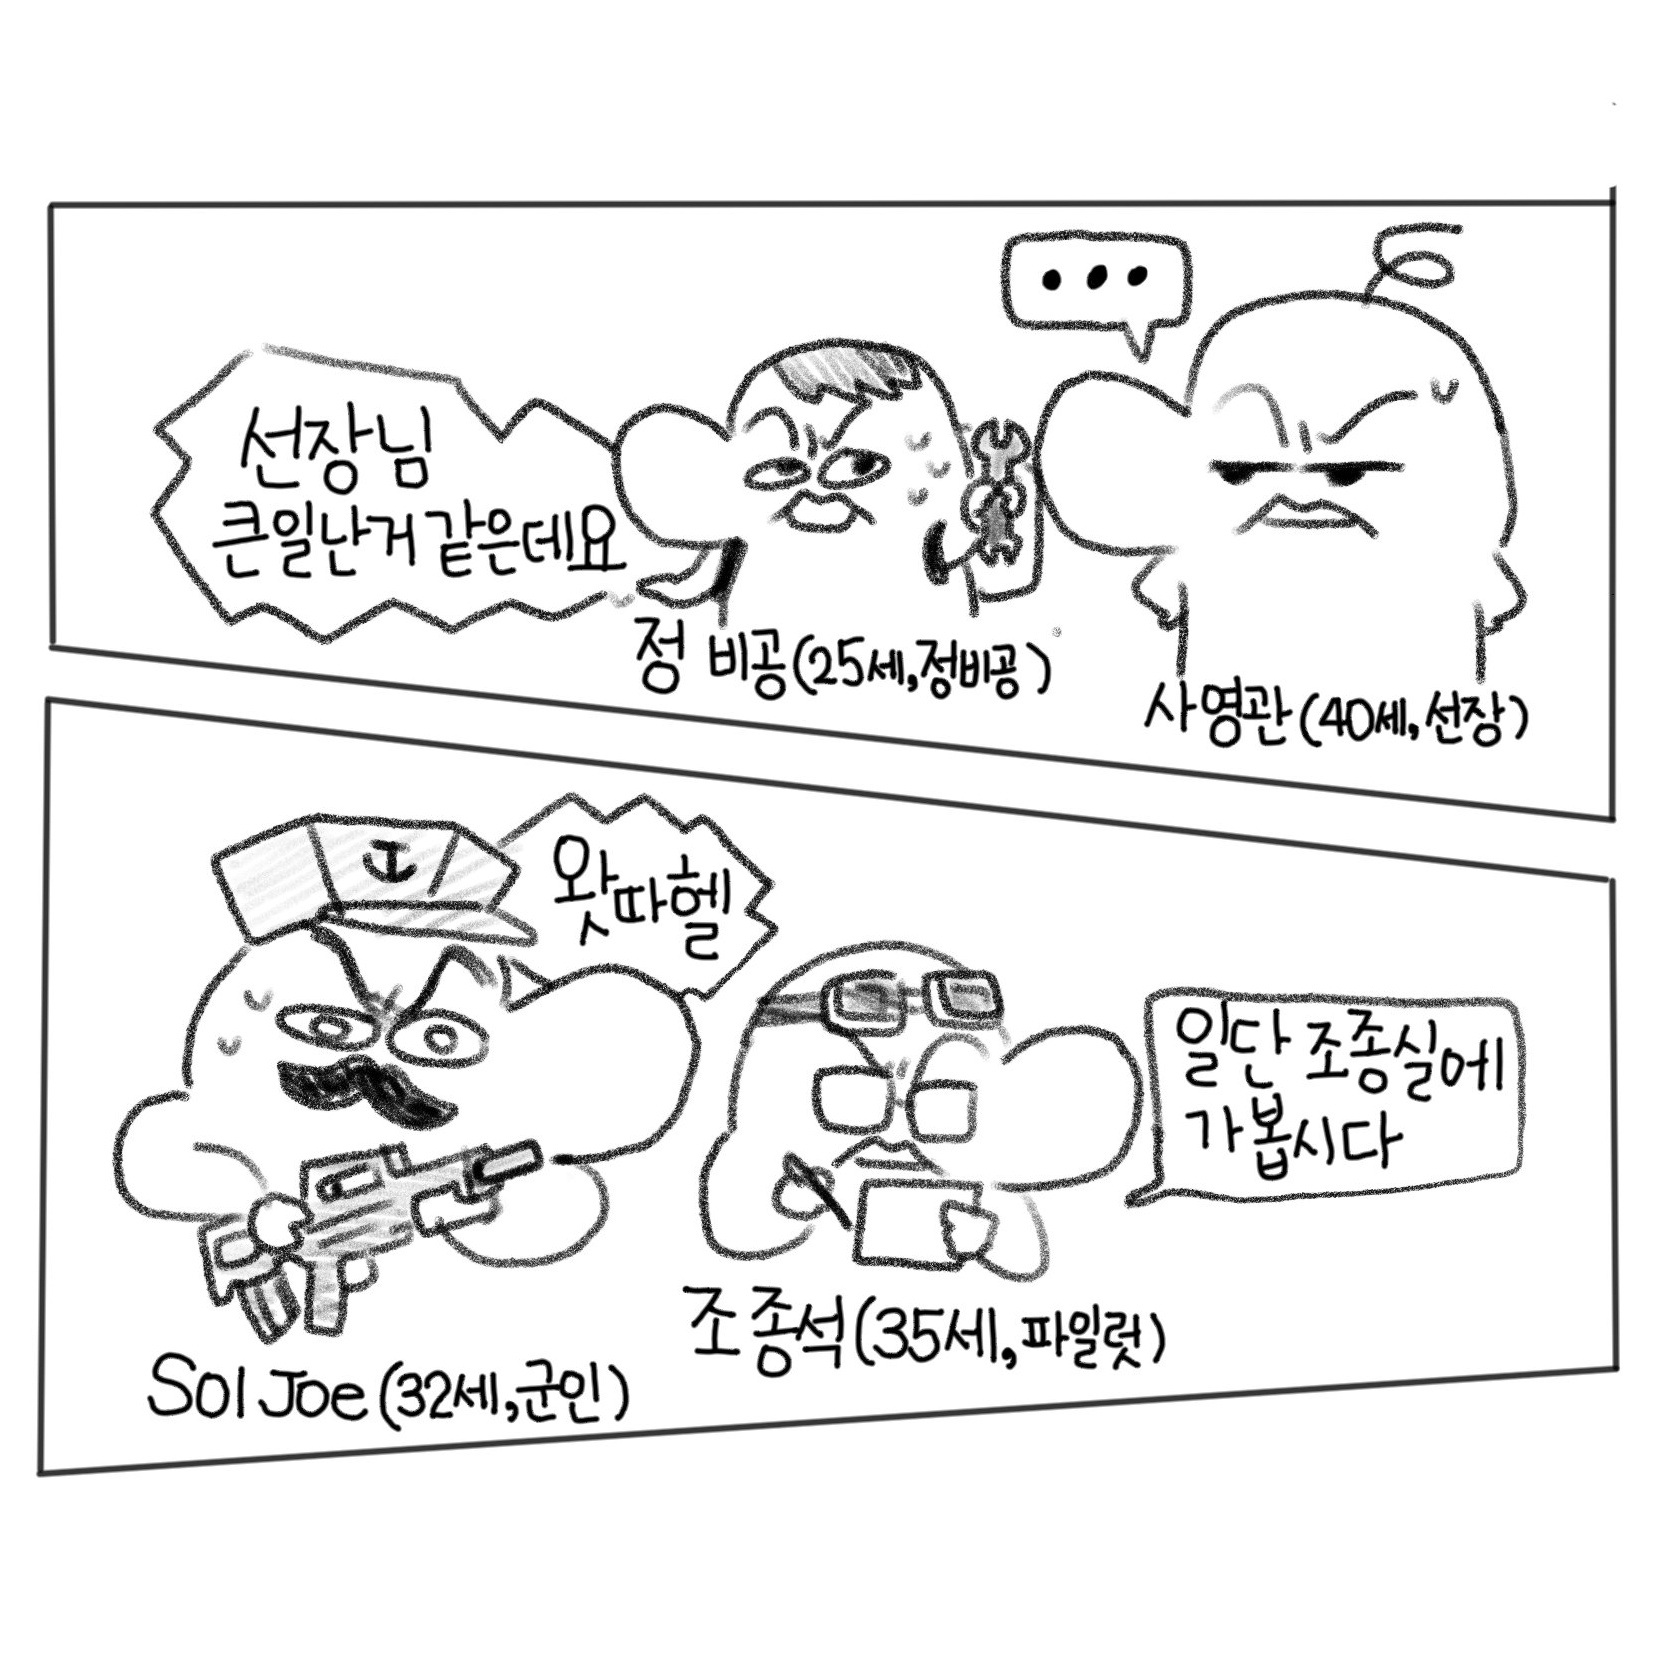 선장님
큰일난거 같은데요
...
정 비공(25세,정비공)
사영관(40세,선장)
왓따헬
일단 조종실에
가봅시다
Sol Joe(32세,군인)
조종석(35세,파일럿)